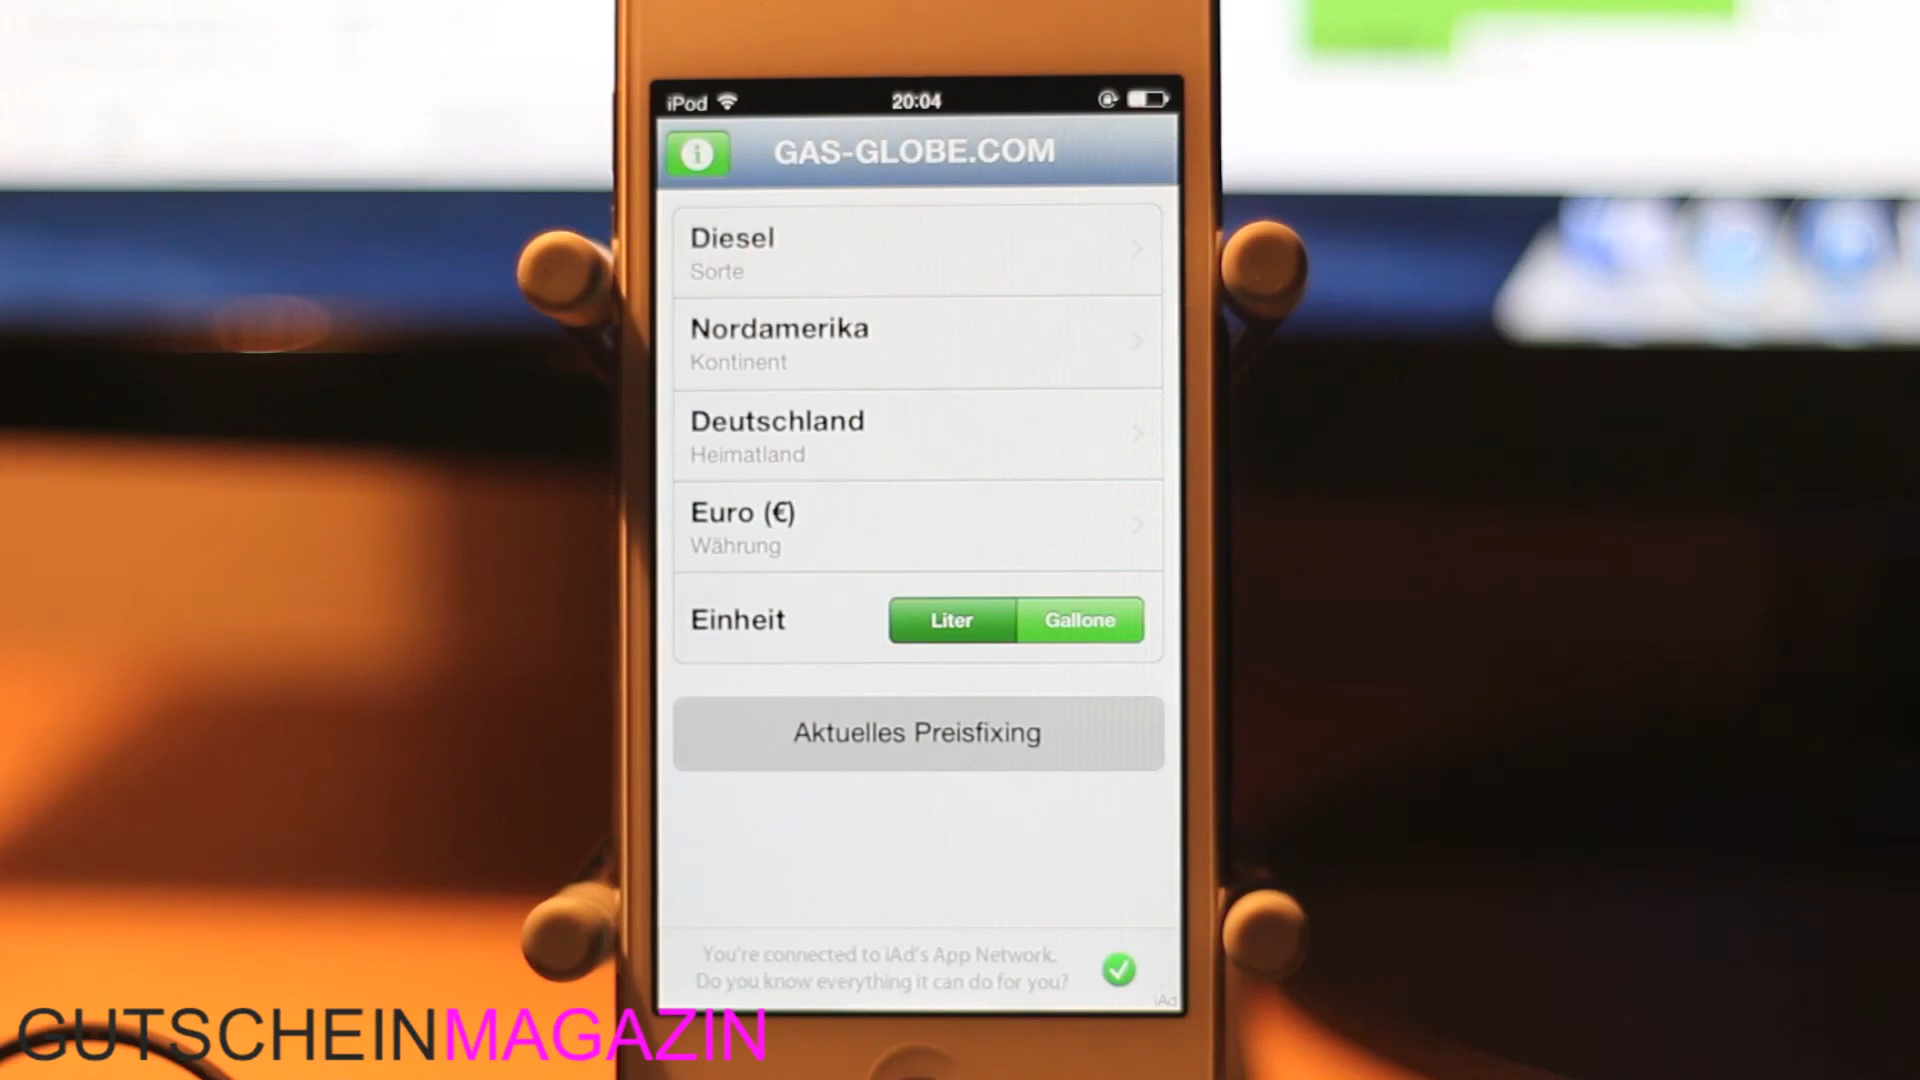 iPod
20:04
GAS-GLOBE.COM
Diesel
Sorte
Nordamerika
Kontinent
Deutschland
Heimatland
Euro (€)
Währung
Einheit
Liter
Gallone
Aktuelles Preisfixing
You're connected to iAd's App Network.
Do you know everything it can do for you?
iAd
GUTSCHEINMAGAZIN